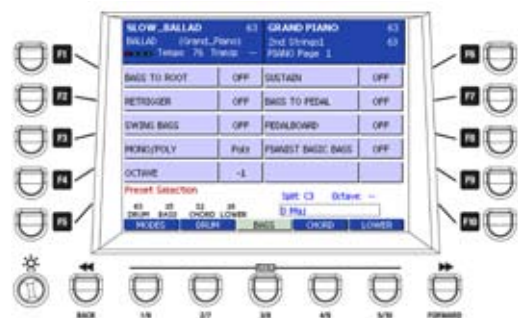 SLOW_BALLAD 63 GRAND PIANO 63
BALLAD (Grand_Piano) 2nd Strings1 63
Tempo: 76 PIANO Page 1
BASS TO ROOT OFF SUSTAIN OFF
RETRIGGER OFF BASS TO PEDAL OFF
SWING BASS OFF PEDALBOARD OFF
MONO/POLY Poly PIANIST BASIC BASS OFF
OCTAVE -1
Preset Selection
Split C3 Octave --
DRUM BASS CHORD LOWER
MODES DRUM BASS CHORD LOWER
F1
F2
F3
F4
F5
F6
F7
F8
F9
F10
BACK 1/6 2/7 3/8 4/9 5/10 FORWARD